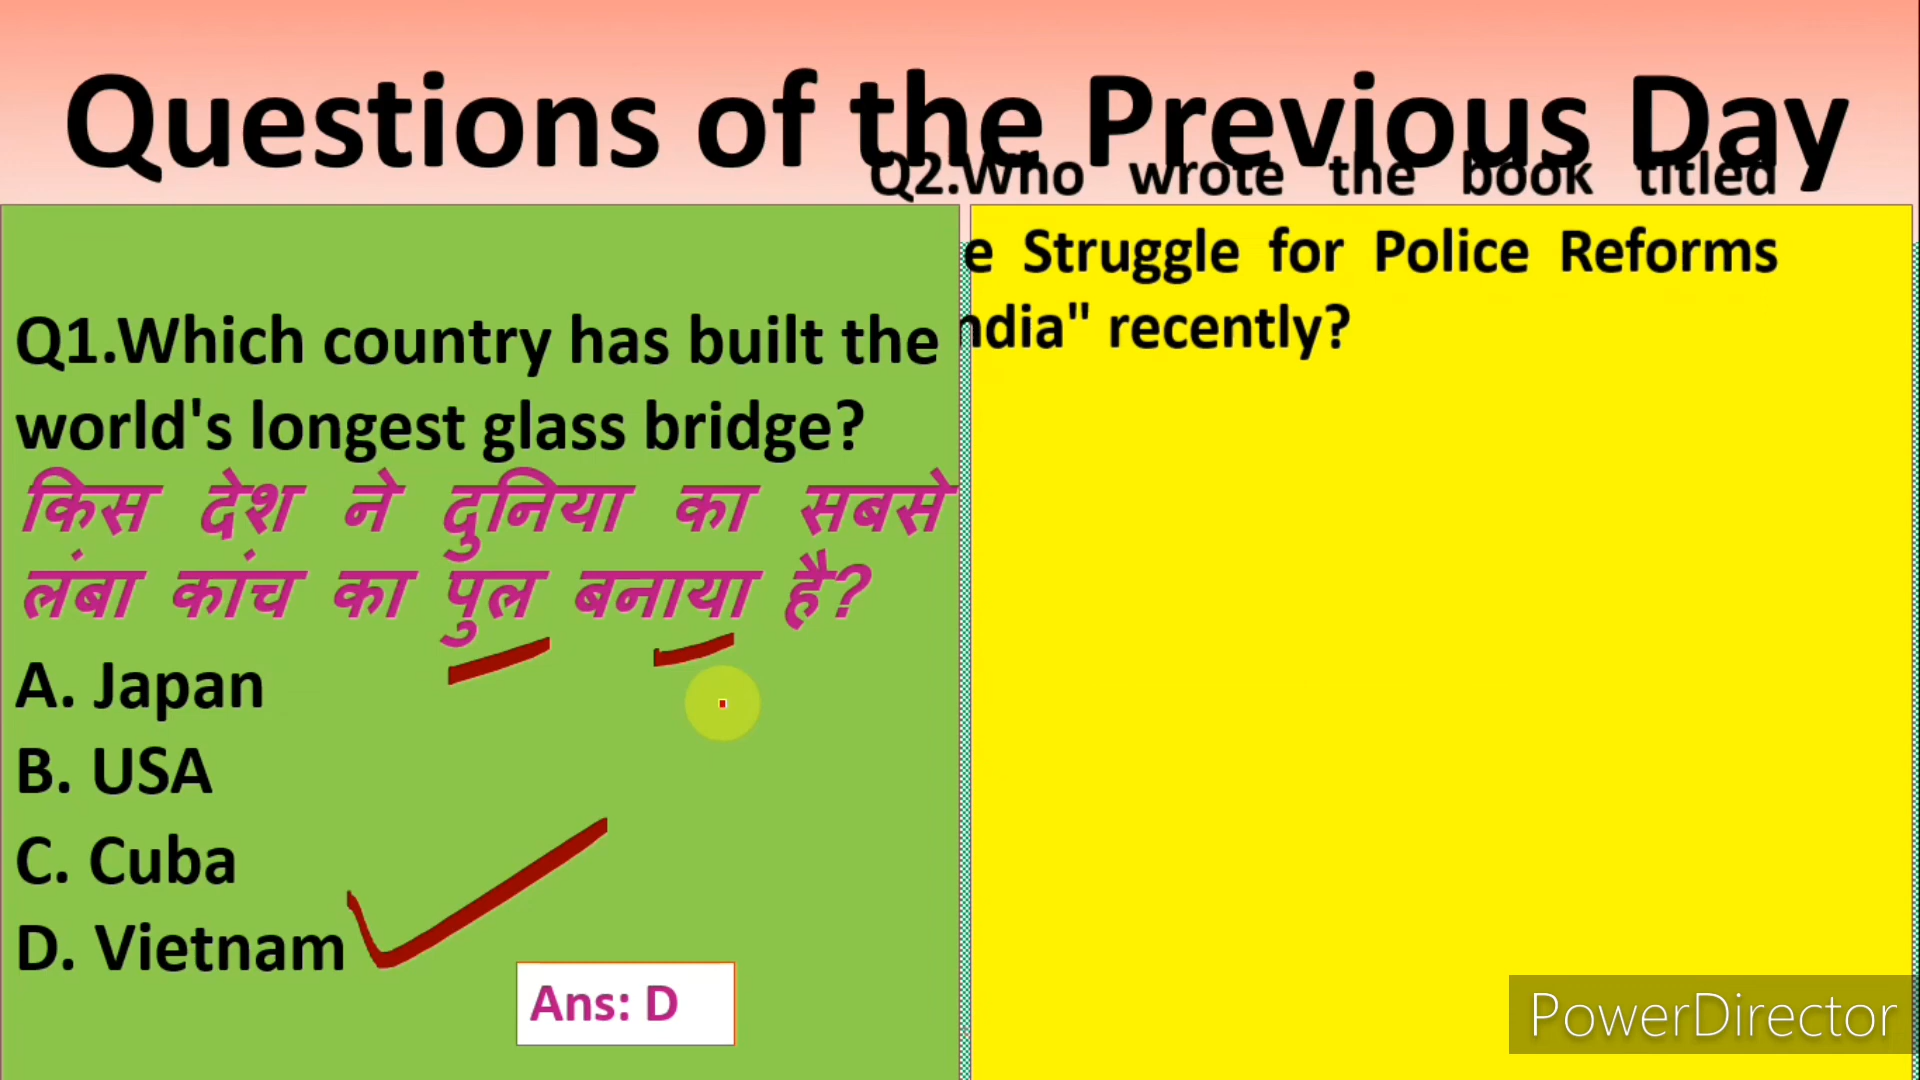 Questions of the Previous Day
Q1.Which country has built the
world's longest glass bridge?
किस देश ने दुनिया का सबसे
लंबा कांच का पुल बनाया है?
A. Japan
B. USA
C. Cuba
D. Vietnam
Ans: D
Q2.Who wrote the book titled
Struggle for Police Reforms
recently?
PowerDirector